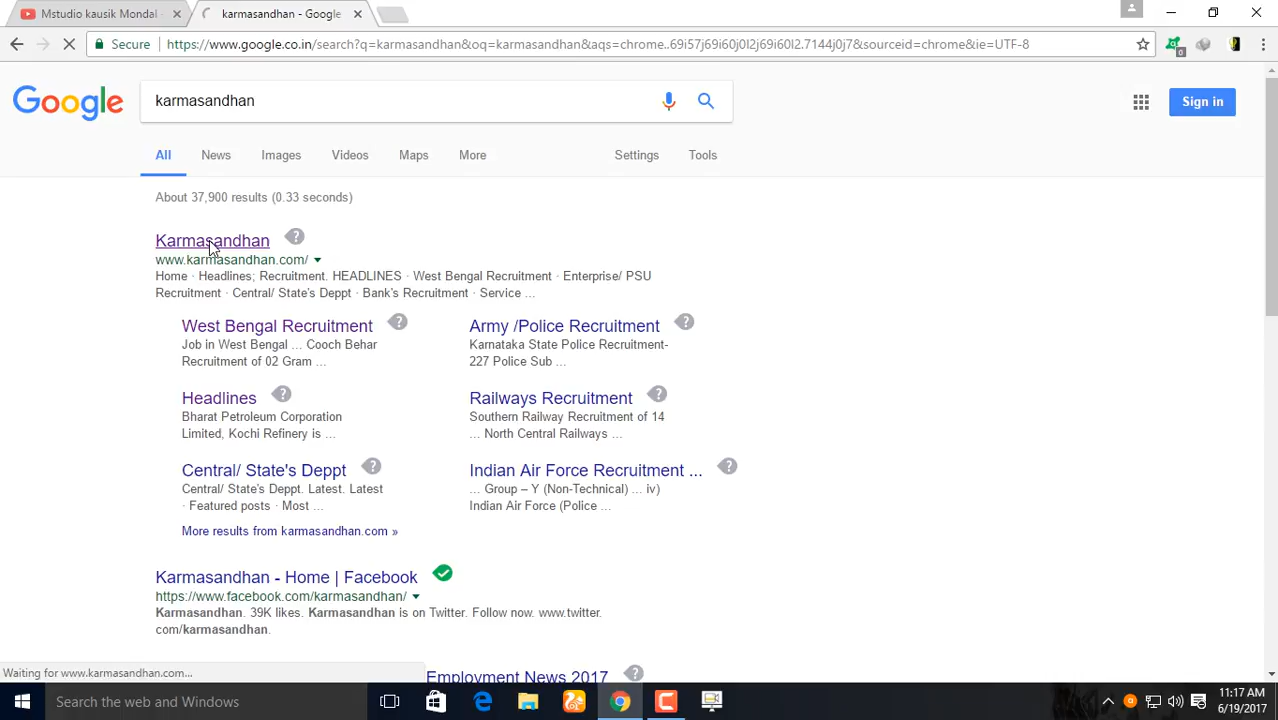 Mstudio kausik Mondal -
karmasandhan - Google
Secure
https://www.google.co.in/search?q=karmasandhan&oq=karmasandhan&aqs=chrome..69i57j69i60j0l2j69i60l2.7144j0j7&sourceid=chrome&ie=UTF-8
0
Google
karmasandhan
Sign in
All News Images Videos Maps More Settings Tools
About 37,900 results (0.33 seconds)
Karmasandhan
www.karmasandhan.com/
Home · Headlines; Recruitment. HEADLINES · West Bengal Recruitment · Enterprise/ PSU
Recruitment · Central/ State's Deppt · Bank's Recruitment · Service ...
West Bengal Recruitment
Job in West Bengal ... Cooch Behar
Recruitment of 02 Gram ...
Army /Police Recruitment
Karnataka State Police Recruitment-
227 Police Sub ...
Headlines
Bharat Petroleum Corporation
Limited, Kochi Refinery is ...
Railways Recruitment
Southern Railway Recruitment of 14
... North Central Railways ...
Central/ State's Deppt
Central/ State's Deppt. Latest. Latest
· Featured posts · Most ...
Indian Air Force Recruitment ...
... Group – Y (Non-Technical) ... iv)
Indian Air Force (Police ...
More results from karmasandhan.com »
Karmasandhan - Home | Facebook
https://www.facebook.com/karmasandhan/
Karmasandhan. 39K likes. Karmasandhan is on Twitter. Follow now. www.twitter.
com/karmasandhan.
Employment News 2017
Waiting for www.karmasandhan.com...
Search the web and Windows
11:17 AM
6/19/2017